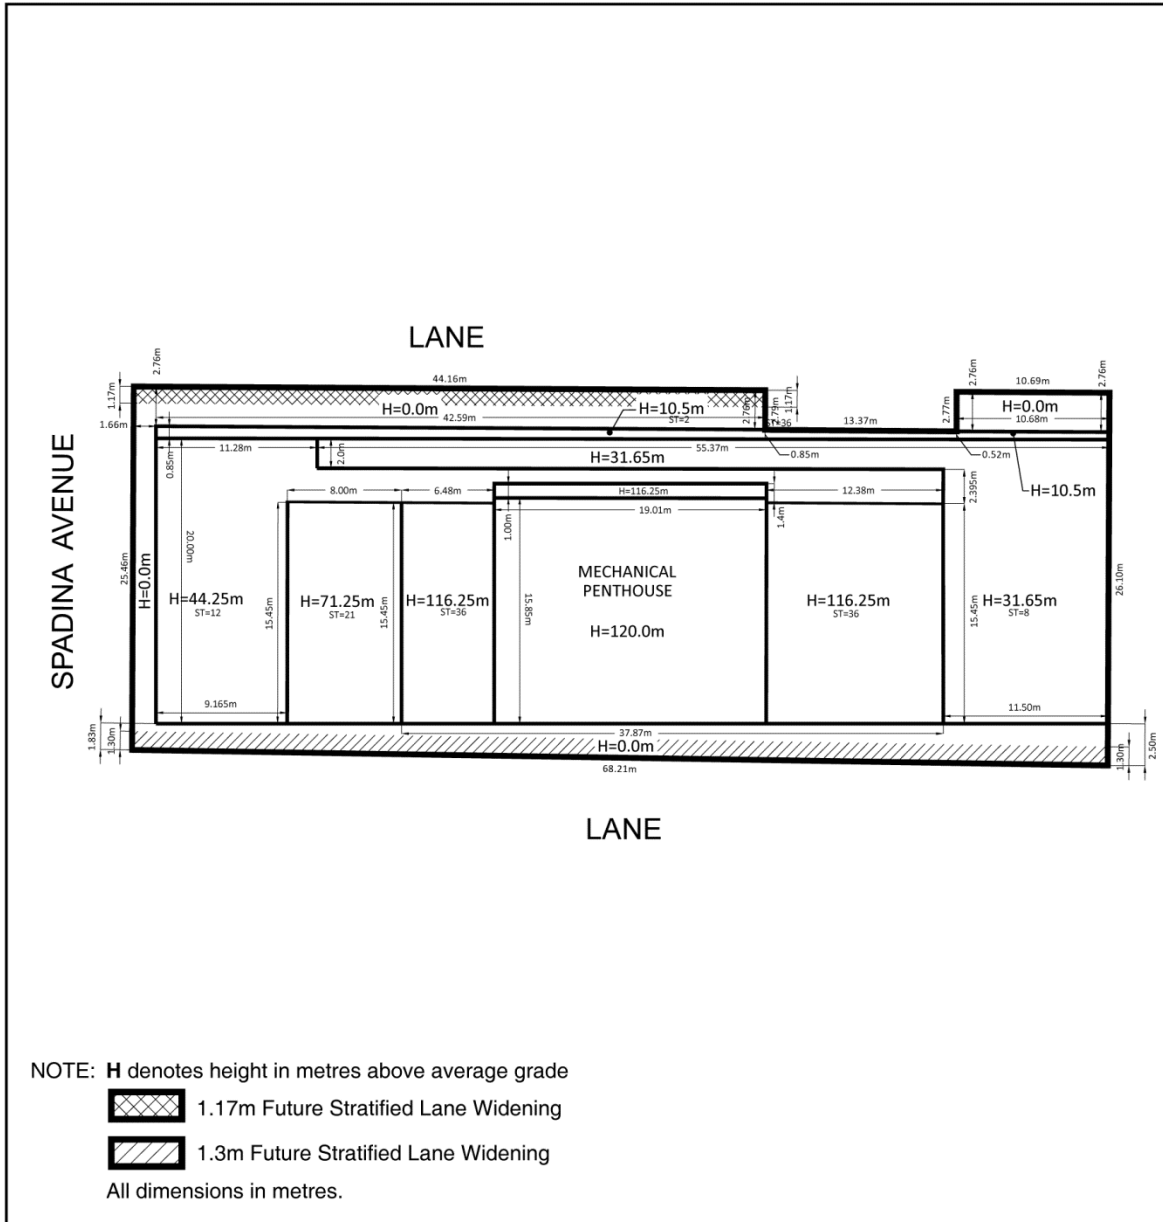 LANE
44.16m
2.76m
1.17m
H=0.0m
42.59m
H=10.5m
ST=2
2.76m
2.79m
1.17m
ST=36
13.37m
2.77m
2.76m
10.69m
2.76m
H=0.0m
10.68m
1.66m
11.28m
0.85m
2.0m
55.37m
H=31.65m
0.85m
0.52m
H=10.5m
SPADINA AVENUE
25.46m
H=0.0m
20.00m
8.00m
6.48m
H=116.25m
19.01m
1.00m
1.4m
12.38m
2.395m
H=44.25m
ST=12
15.45m
H=71.25m
ST=21
15.45m
H=116.25m
ST=36
15.85m
MECHANICAL
PENTHOUSE
H=120.0m
H=116.25m
ST=36
15.45m
H=31.65m
ST=8
26.10m
9.165m
11.50m
1.83m
1.30m
37.87m
H=0.0m
68.21m
1.30m
2.50m
LANE
NOTE: H denotes height in metres above average grade
1.17m Future Stratified Lane Widening
1.3m Future Stratified Lane Widening
All dimensions in metres.